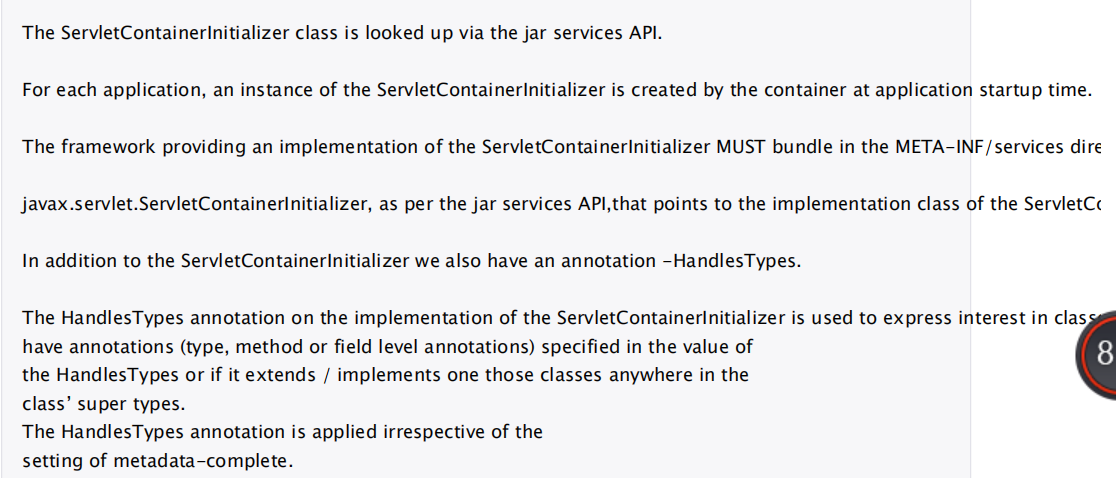 The ServletContainerInitializer class is looked up via the jar services API.
For each application, an instance of the ServletContainerInitializer is created by the container at application startup time.
The framework providing an implementation of the ServletContainerInitializer MUST bundle in the META-INF/services dire
javax.servlet.ServletContainerInitializer, as per the jar services API,that points to the implementation class of the ServletCo
In addition to the ServletContainerInitializer we also have an annotation -HandlesTypes.
The HandlesTypes annotation on the implementation of the ServletContainerInitializer is used to express interest in class
have annotations (type, method or field level annotations) specified in the value of
8
the HandlesTypes or if it extends / implements one those classes anywhere in the
class’ super types.
The HandlesTypes annotation is applied irrespective of the
setting of metadata-complete.